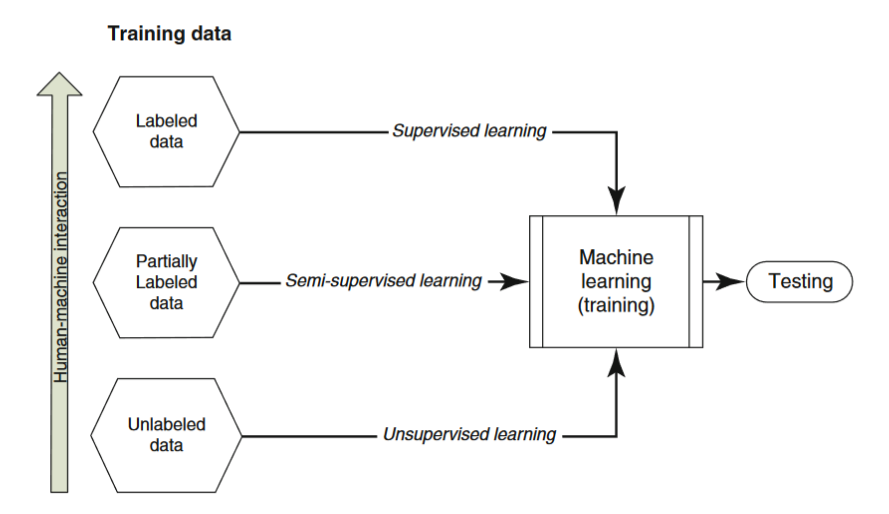 Training data
Human-machine interaction
Labeled
data
Supervised learning
Partially
Labeled
data
Semi-supervised learning
Machine
learning
(training)
Testing
Unlabeled
data
Unsupervised learning